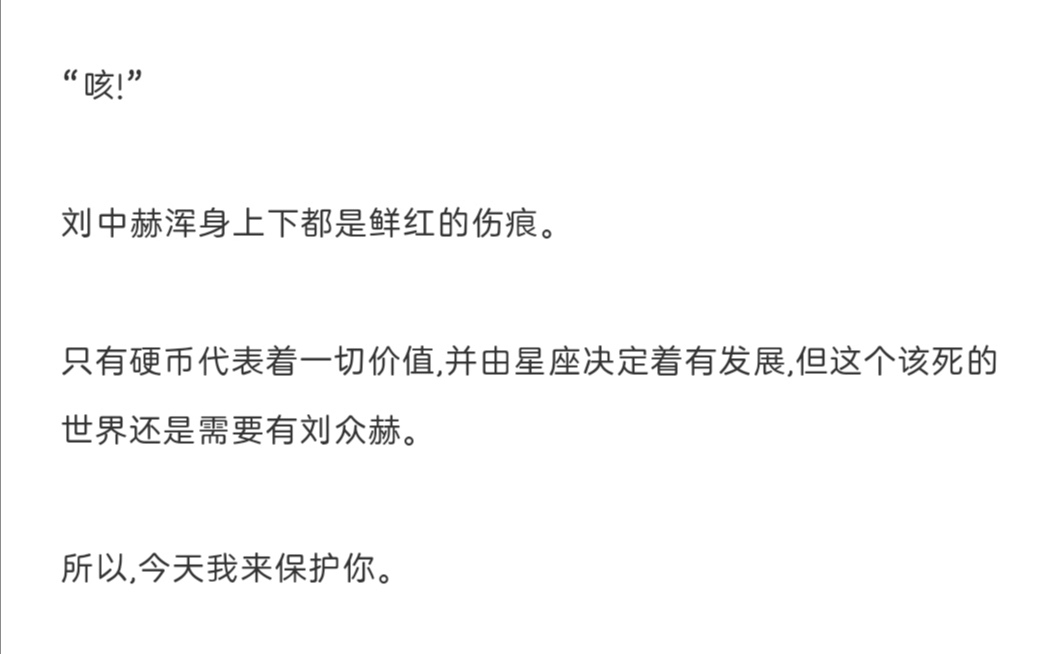 “咳!”
刘中赫浑身上下都是鲜红的伤痕。
只有硬币代表着一切价值,并由星座决定着有发展,但这个该死的
世界还是需要有刘众赫。
所以,今天我来保护你。